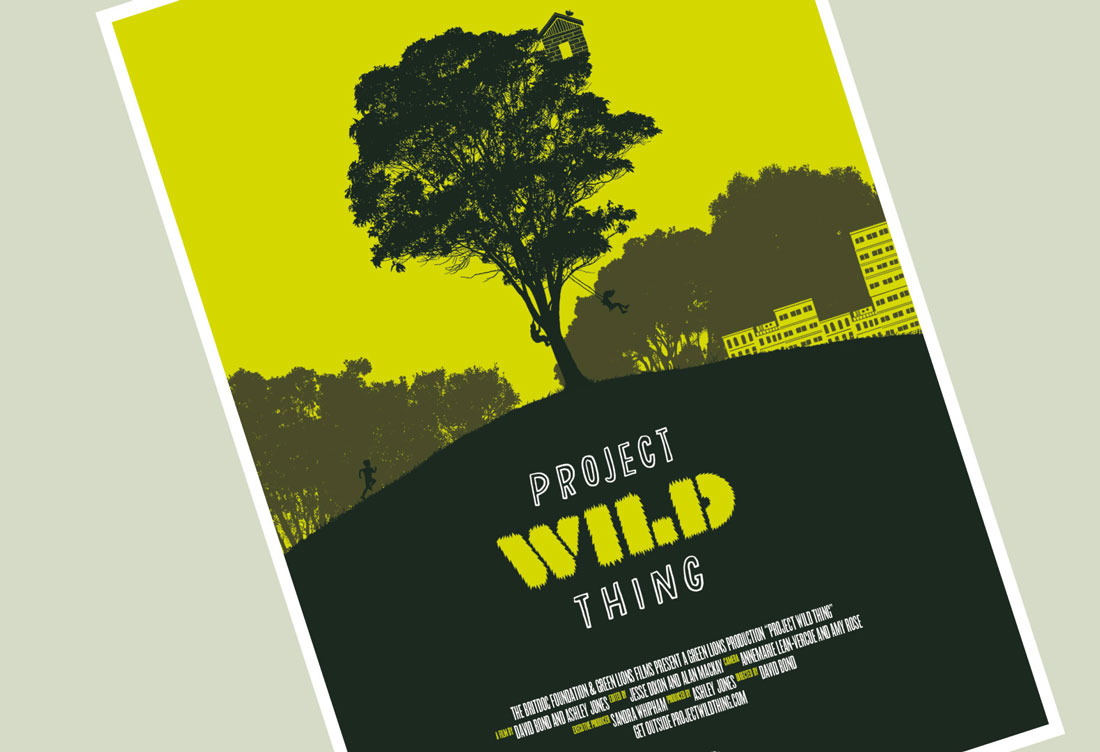 PROJECT
WILD
THING
THE BRITDOC FOUNDATION & GREEN LIONS FILMS PRESENT A GREEN LIONS PRODUCTION "PROJECT WILD THING"
A FILM BY DAVID BOND AND ASHLEY JONES EDITED BY JESSE DIXON AND ALAN MACKAY CAMERA ANNEMARIE LEAN-VERCOE AND AMY ROSE
EXECUTIVE PRODUCER SANDRA WHIPHAM PRODUCED BY ASHLEY JONES DIRECTED BY DAVID BOND
GET OUTSIDE PROJECTWILDTHING.COM